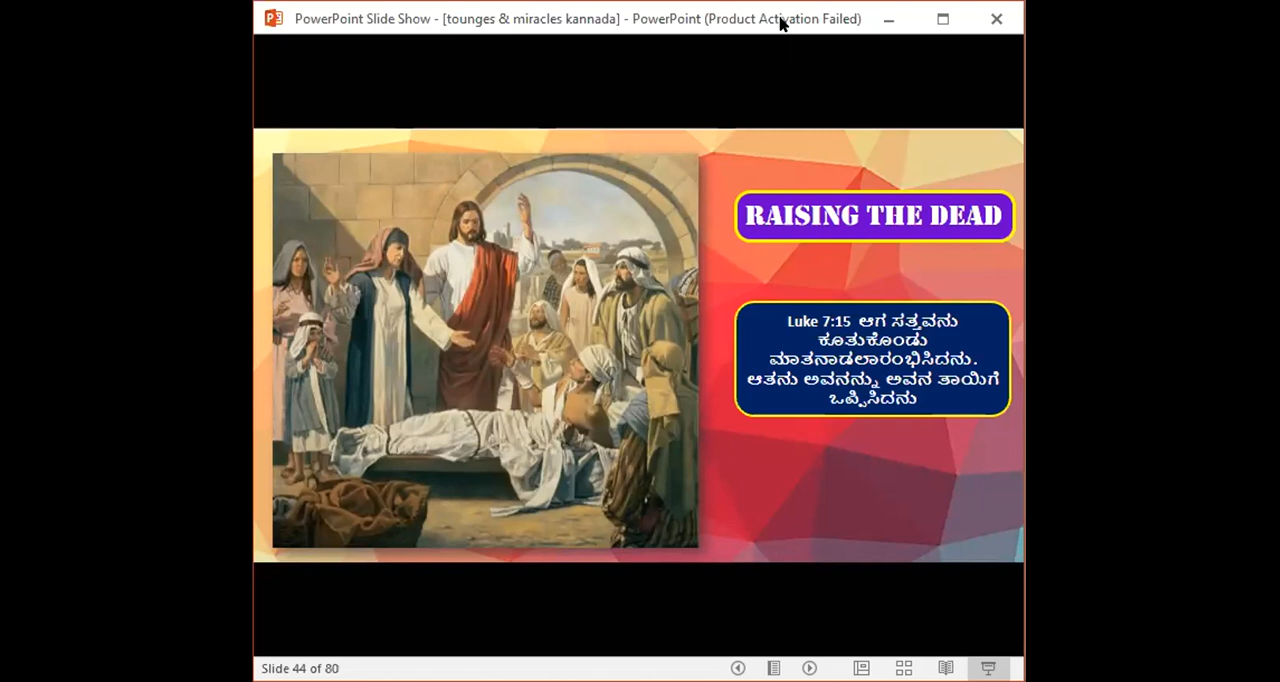 PowerPoint Slide Show - [tounges & miracles kannada] - PowerPoint (Product Activation Failed)
RAISING THE DEAD
Luke 7:15 ಆಗ ಸತ್ತವನು
ಕೂತುಕೊಂಡು
ಮಾತನಾಡಲಾರಂಭಿಸಿದನು.
ಆತನು ಅವನನ್ನು ಅವನ ತಾಯಿಗೆ
ಒಪ್ಪಿಸಿದನು
Slide 44 of 80